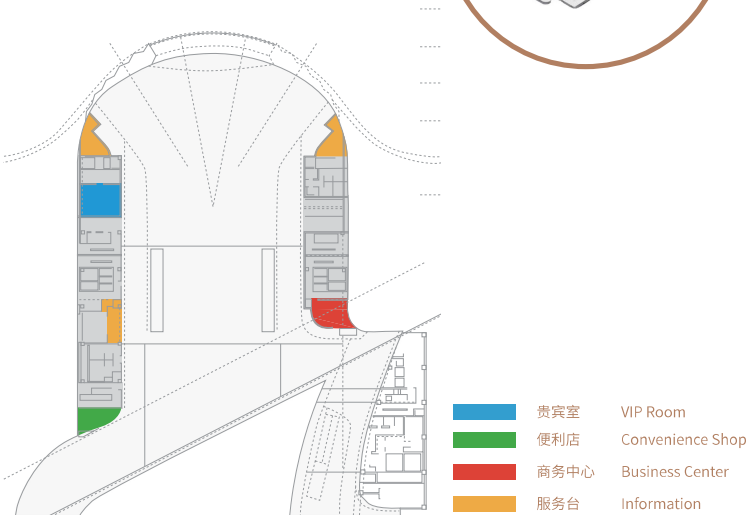 贵宾室 VIP Room
便利店 Convenience Shop
商务中心 Business Center
服务台 Information